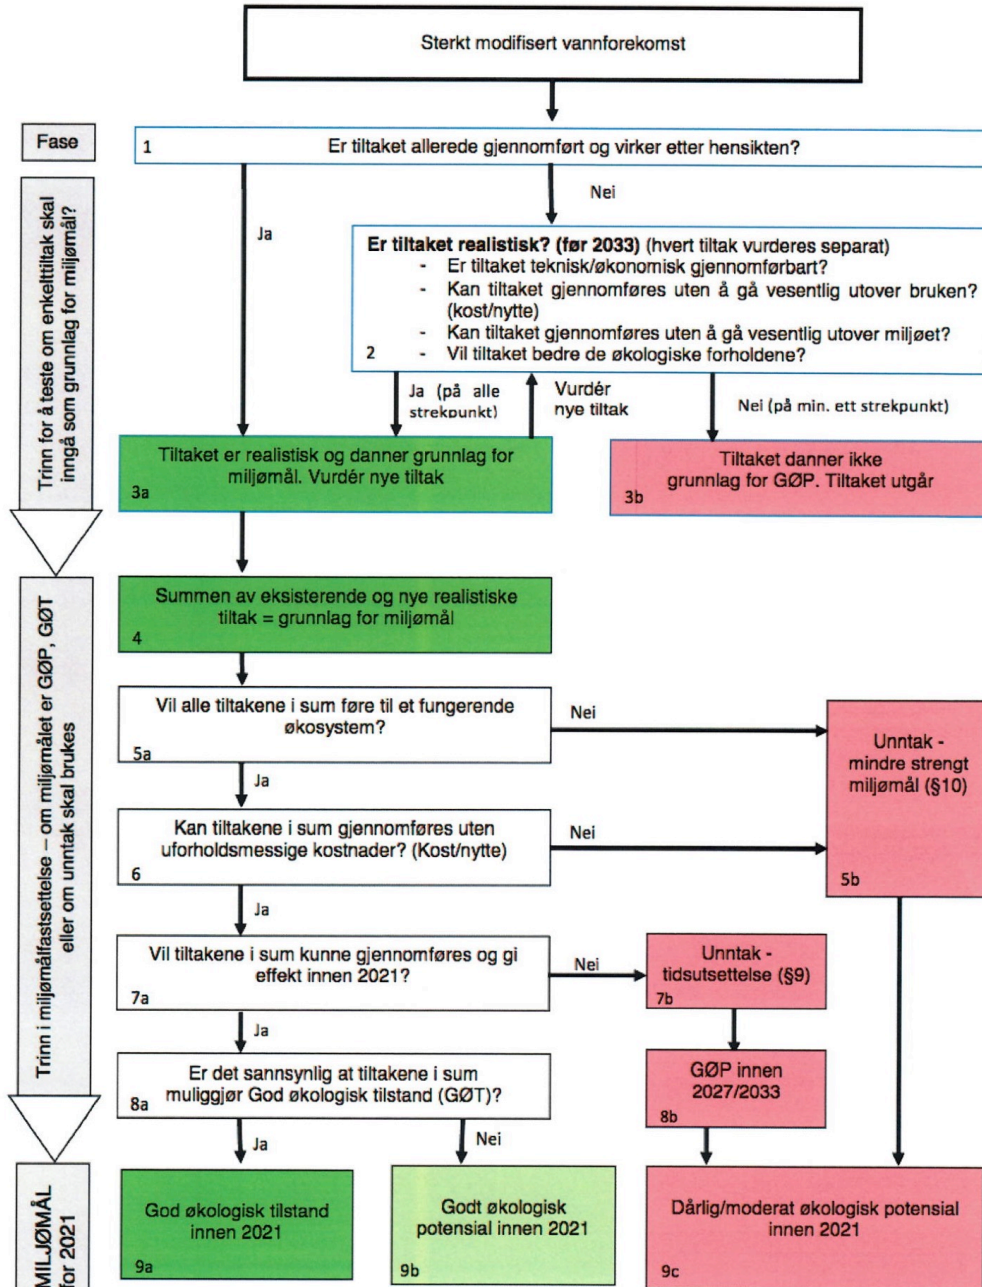 Sterkt modifisert vannforekomst
Fase
1
Er tiltaket allerede gjennomført og virker etter hensikten?
Trinn for å teste om enkelttiltak skal
inngå som grunnlag for miljømål?
Ja
Nei
Er tiltaket realistisk? (før 2033) (hvert tiltak vurderes separat)
- Er tiltaket teknisk/økonomisk gjennomførbart?
- Kan tiltaket gjennomføres uten å gå vesentlig utover bruken?
(kost/nytte)
- Kan tiltaket gjennomføres uten å gå vesentlig utover miljøet?
2 - Vil tiltaket bedre de økologiske forholdene?
Ja (på alle
strekpunkt)
Vurdér
nye tiltak
Nei (på min. ett strekpunkt)
Tiltaket er realistisk og danner grunnlag for
miljømål. Vurdér nye tiltak
3a
Tiltaket danner ikke
grunnlag for GØP. Tiltaket utgår
3b
Trinn i miljømålfastsettelse – om miljømålet er GØP, GØT
eller om unntak skal brukes
Summen av eksisterende og nye realistiske
tiltak = grunnlag for miljømål
4
Vil alle tiltakene i sum føre til et fungerende
økosystem?
5a
Nei
Unntak -
mindre strengt
miljømål (§10)
5b
Ja
Kan tiltakene i sum gjennomføres uten
uforholdsmessige kostnader? (Kost/nytte)
6
Nei
Ja
Vil tiltakene i sum kunne gjennomføres og gi
effekt innen 2021?
7a
Nei
Unntak -
tidsutsettelse (§9)
7b
Ja
Er det sannsynlig at tiltakene i sum
muliggjør God økologisk tilstand (GØT)?
8a
GØP innen
2027/2033
8b
Ja
Nei
MILJØMÅL
for 2021
God økologisk tilstand
innen 2021
9a
Godt økologisk
potensial innen 2021
9b
Dårlig/moderat økologisk potensial
innen 2021
9c